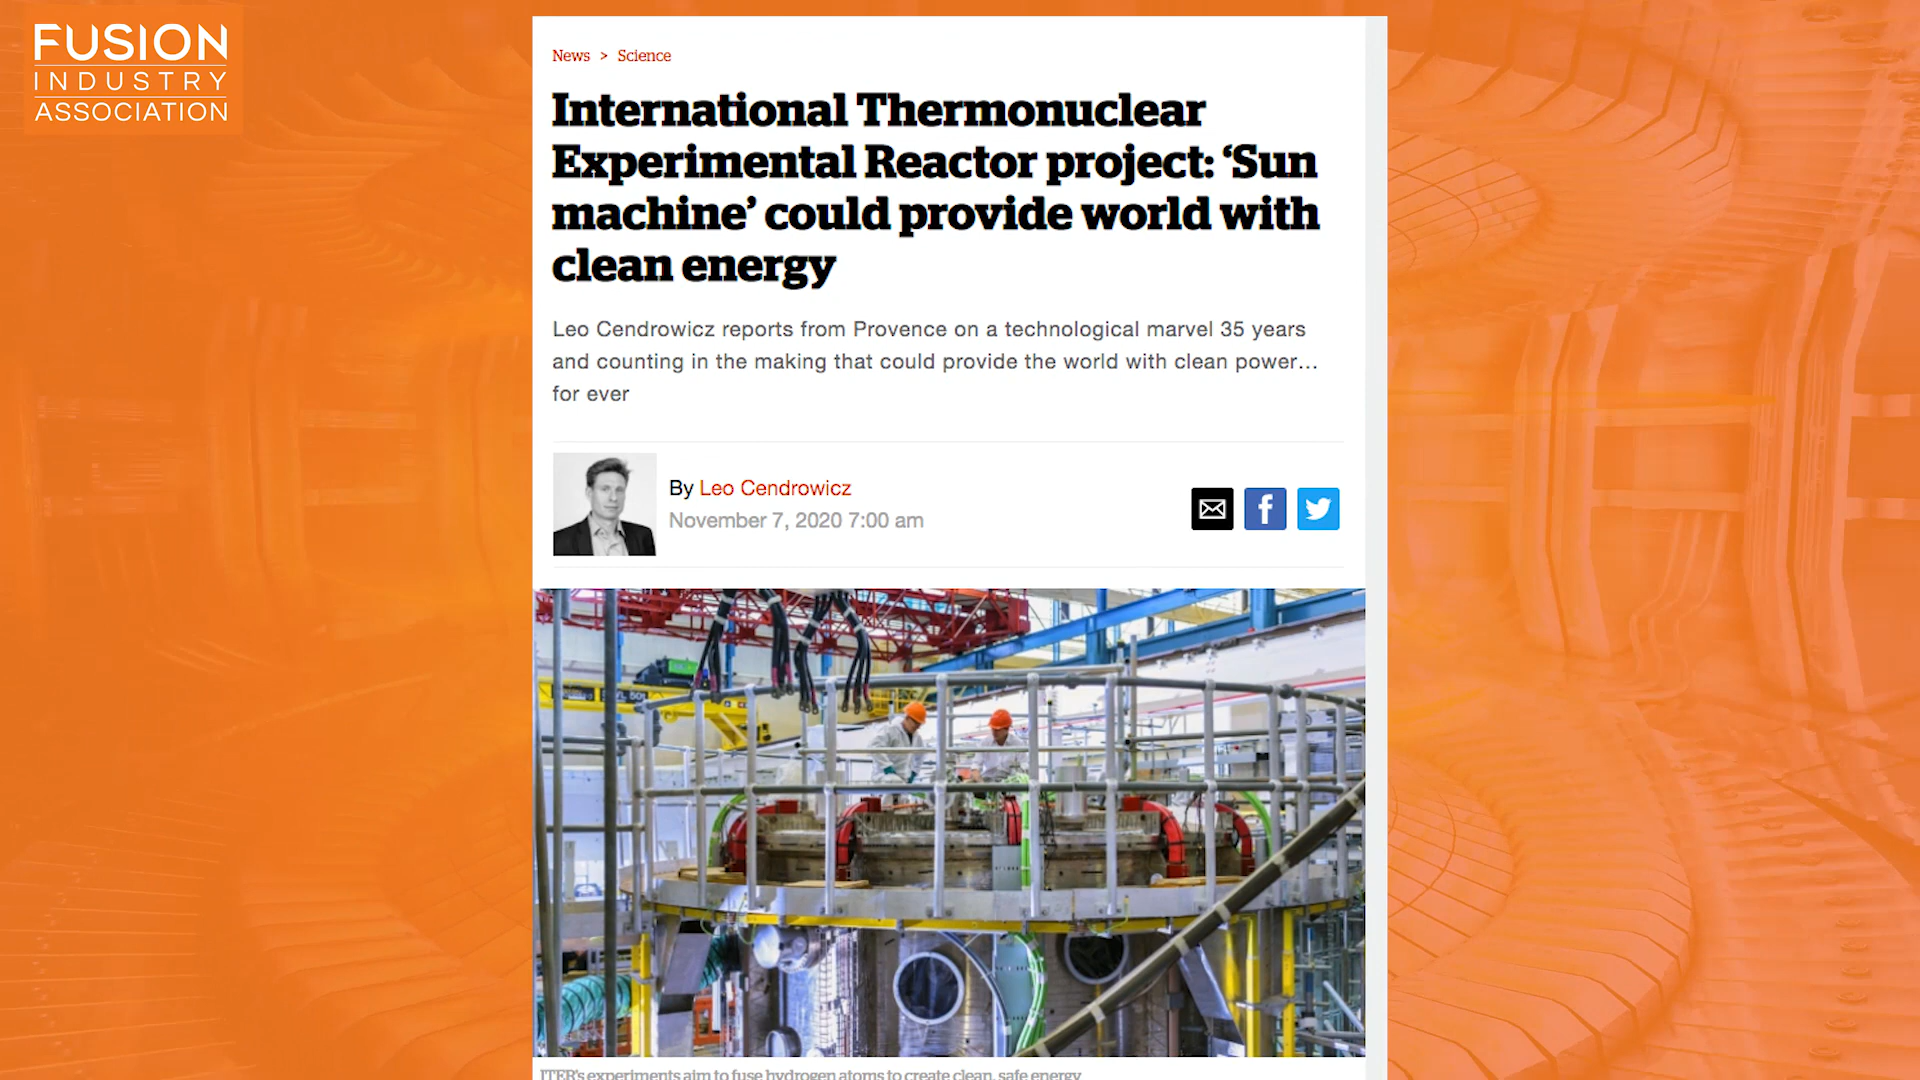 FUSION
INDUSTRY
ASSOCIATION
News > Science
International Thermonuclear
Experimental Reactor project: ‘Sun
machine’ could provide world with
clean energy
Leo Cendrowicz reports from Provence on a technological marvel 35 years
and counting in the making that could provide the world with clean power…
for ever
By Leo Cendrowicz
November 7, 2020 7:00 am
ITER's experiments aim to fuse hydrogen atoms to create clean, safe energy